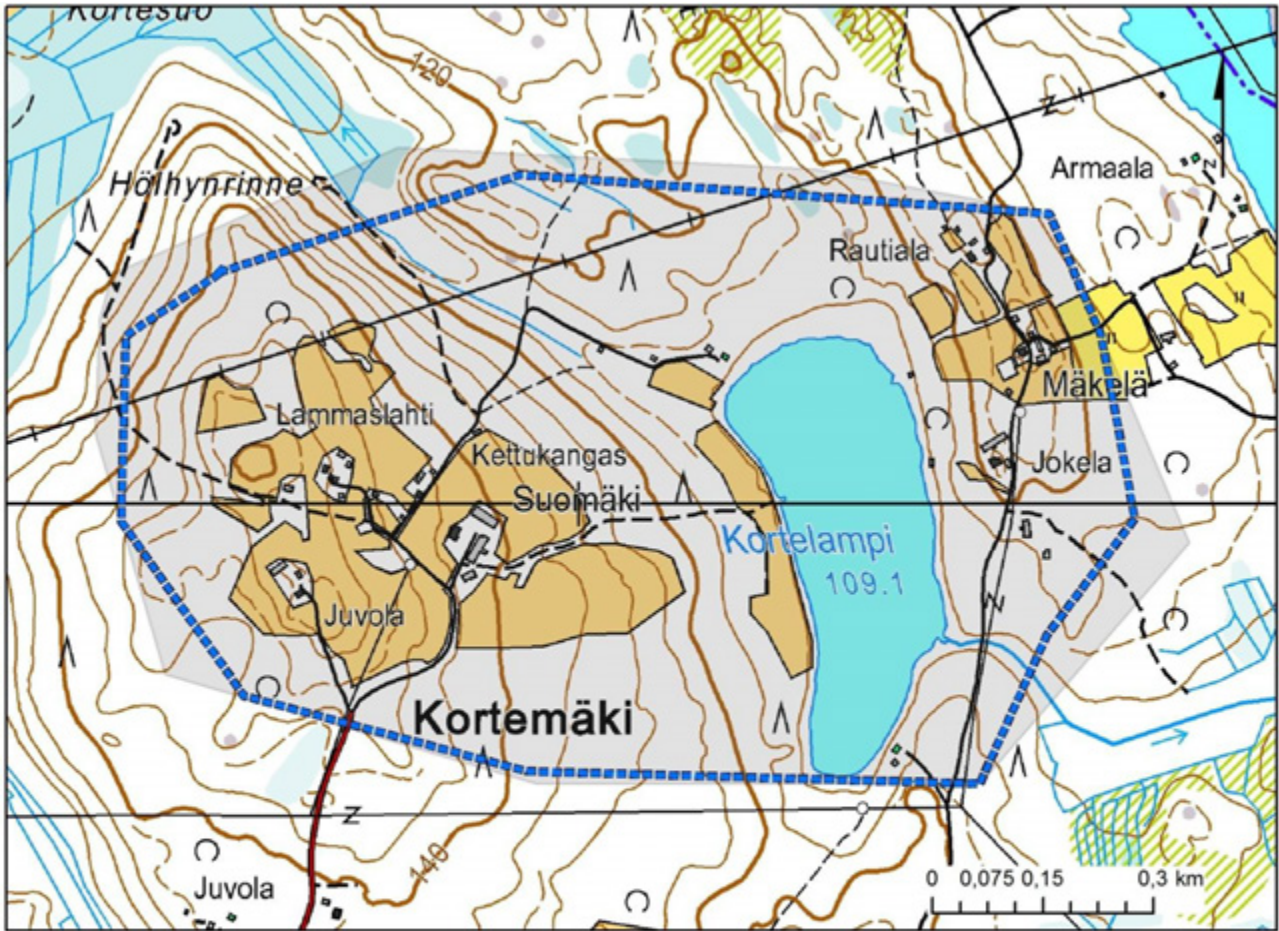 Kortesuo
120
Hölhynrinne
Armaala
Rautiala
Mäkelä
Lammaslahti
Kettukangas
Jokela
Suomäki
Kortelampi
109.1
Juvola
Kortemäki
140
Juvola
0 0,075 0,15 0,3 km